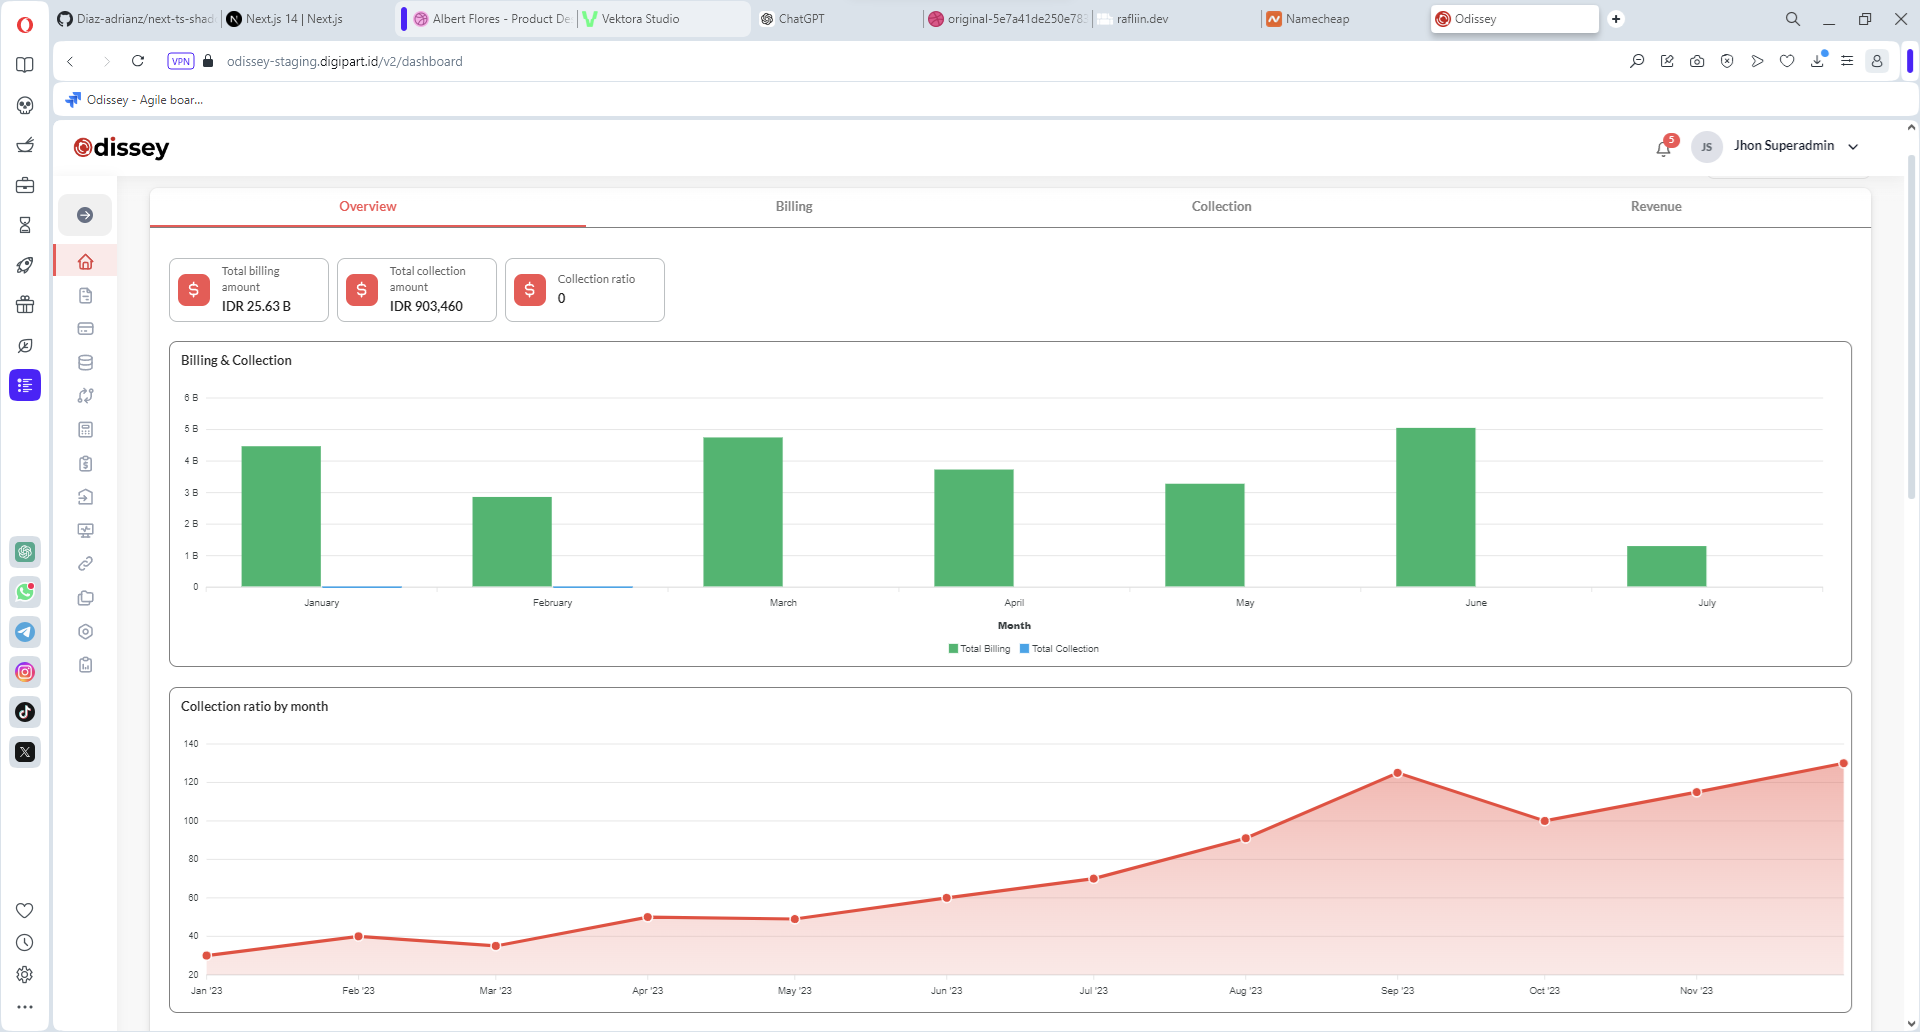 Diaz-adrianz/next-ts-shad
Next.js 14 | Next.js
Albert Flores - Product De
Vektora Studio
ChatGPT
original-5e7a41de250e783
rafliin.dev
Namecheap
Odissey
VPN
odissey-staging.digipart.id/v2/dashboard
Odissey - Agile boar...
Odissey
5
JS
Jhon Superadmin
Overview
Billing
Collection
Revenue
Total billing
amount
IDR 25.63 B
Total collection
amount
IDR 903,460
Collection ratio
0
Billing & Collection
6 B
5 B
4 B
3 B
2 B
1 B
0
January
February
March
April
May
June
July
Month
Total Billing
Total Collection
Collection ratio by month
140
120
100
80
60
40
20
Jan '23
Feb '23
Mar '23
Apr '23
May '23
Jun '23
Jul '23
Aug '23
Sep '23
Oct '23
Nov '23